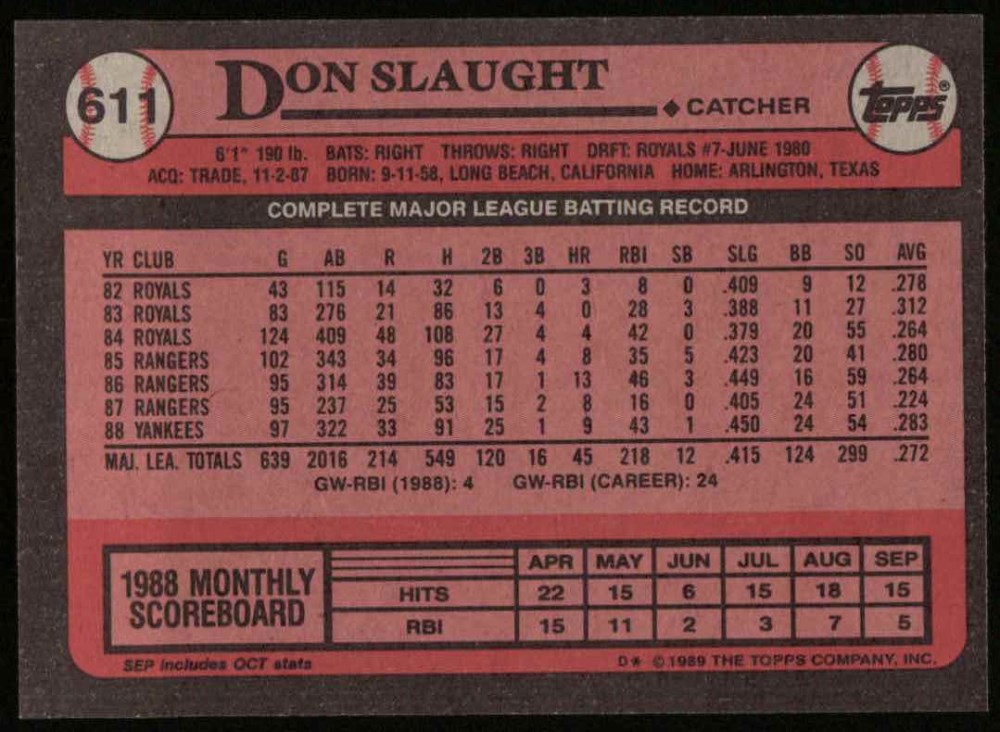 611
DON SLAUGHT
◆ CATCHER
TOPPS®
6'1" 190 lb. BATS: RIGHT THROWS: RIGHT DRFT: ROYALS #7-JUNE 1980
ACQ: TRADE, 11-2-87 BORN: 9-11-58, LONG BEACH, CALIFORNIA HOME: ARLINGTON, TEXAS
COMPLETE MAJOR LEAGUE BATTING RECORD
YR CLUB G AB R H 2B 3B HR RBI SB SLG BB SO AVG
82 ROYALS 43 115 14 32 6 0 3 8 0 .409 9 12 .278
83 ROYALS 83 276 21 86 13 4 0 28 3 .388 11 27 .312
84 ROYALS 124 409 48 108 27 4 4 42 0 .379 20 55 .264
85 RANGERS 102 343 34 96 17 4 8 35 5 .423 20 41 .280
86 RANGERS 95 314 39 83 17 1 13 46 3 .449 16 59 .264
87 RANGERS 95 237 25 53 15 2 8 16 0 .405 24 51 .224
88 YANKEES 97 322 33 91 25 1 9 43 1 .450 24 54 .283
MAJ. LEA. TOTALS 639 2016 214 549 120 16 45 218 12 .415 124 299 .272
GW-RBI (1988): 4 GW-RBI (CAREER): 24
1988 MONTHLY
SCOREBOARD
APR MAY JUN JUL AUG SEP
HITS 22 15 6 15 18 15
RBI 15 11 2 3 7 5
SEP includes OCT stats
D* © 1989 THE TOPPS COMPANY, INC.